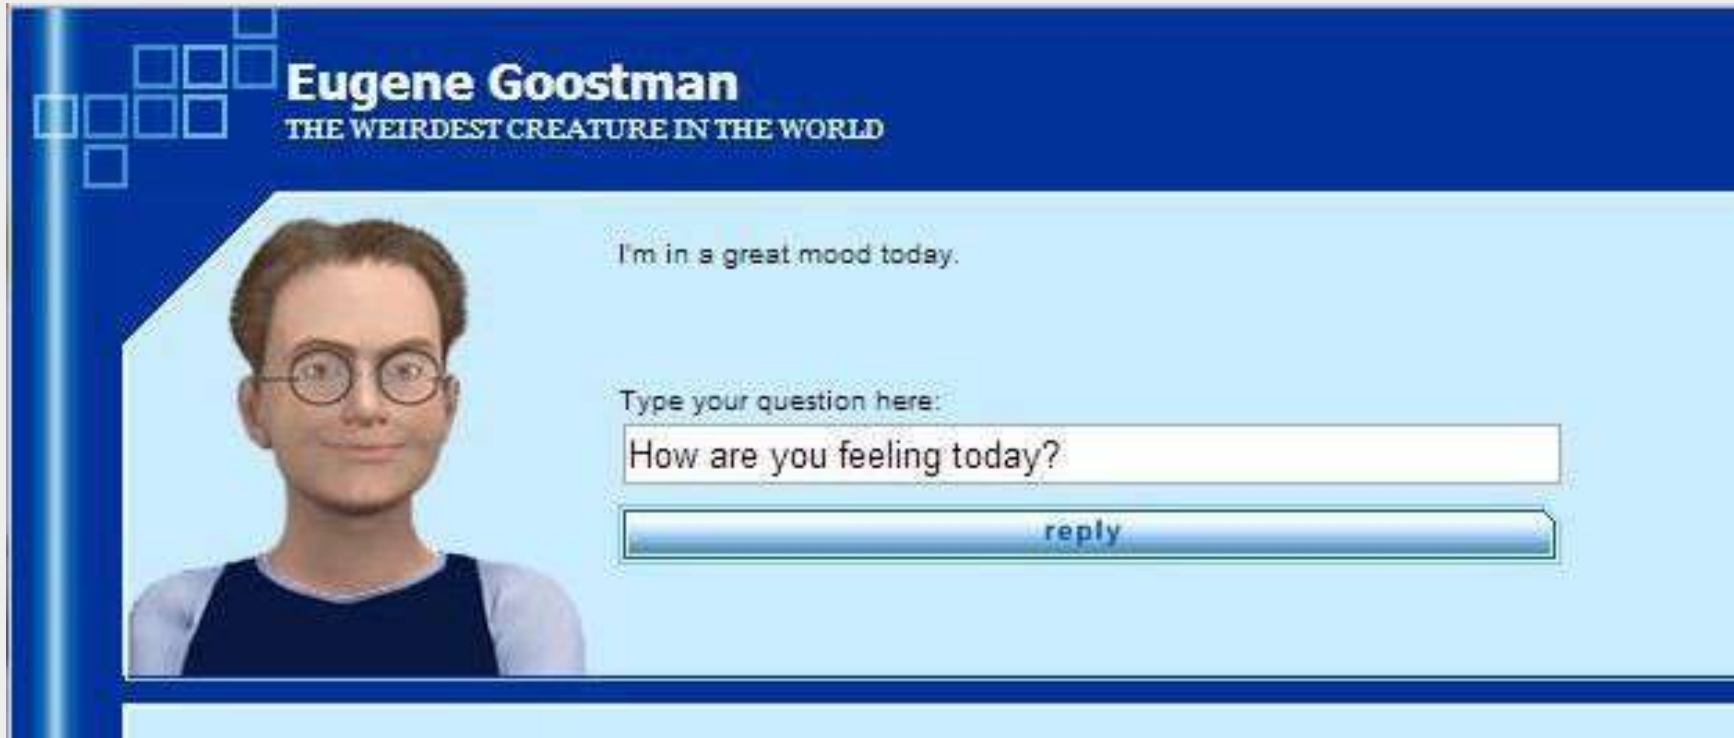 Eugene Goostman
THE WEIRDEST CREATURE IN THE WORLD
I'm in a great mood today.
Type your question here:
How are you feeling today?
reply